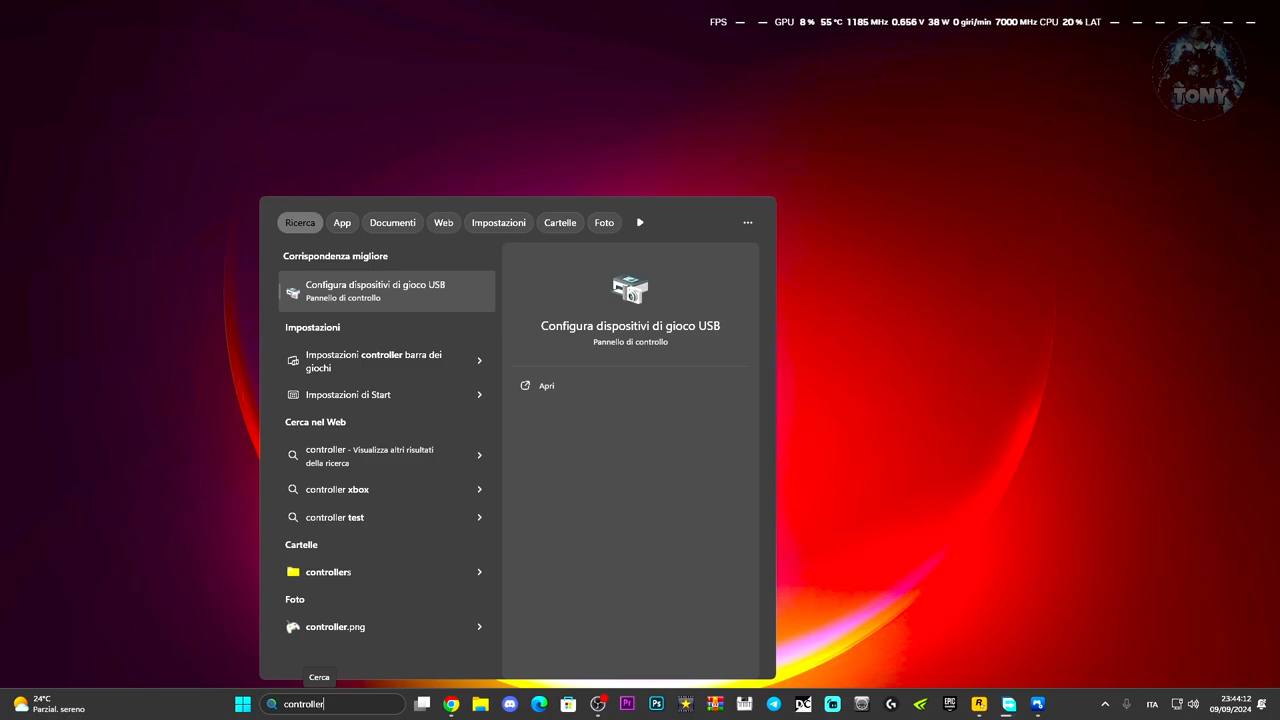 FPS — — GPU 8 % 55 °C 1185 MHz 0.656 V 38 W 0 giri/min 7000 MHz CPU 20 % LAT — — — — — — —
TONY
Ricerca App Documenti Web Impostazioni Cartelle Foto
Corrispondenza migliore
Configura dispositivi di gioco USB
Pannello di controllo
Impostazioni
Impostazioni controller barra dei
giochi
Impostazioni di Start
Cerca nel Web
controller - Visualizza altri risultati
della ricerca
controller xbox
controller test
Cartelle
controllers
Foto
controller.png
Configura dispositivi di gioco USB
Pannello di controllo
Apri
Cerca
24°C
Parzial. sereno
controller
ITA
23:44:12
09/09/2024